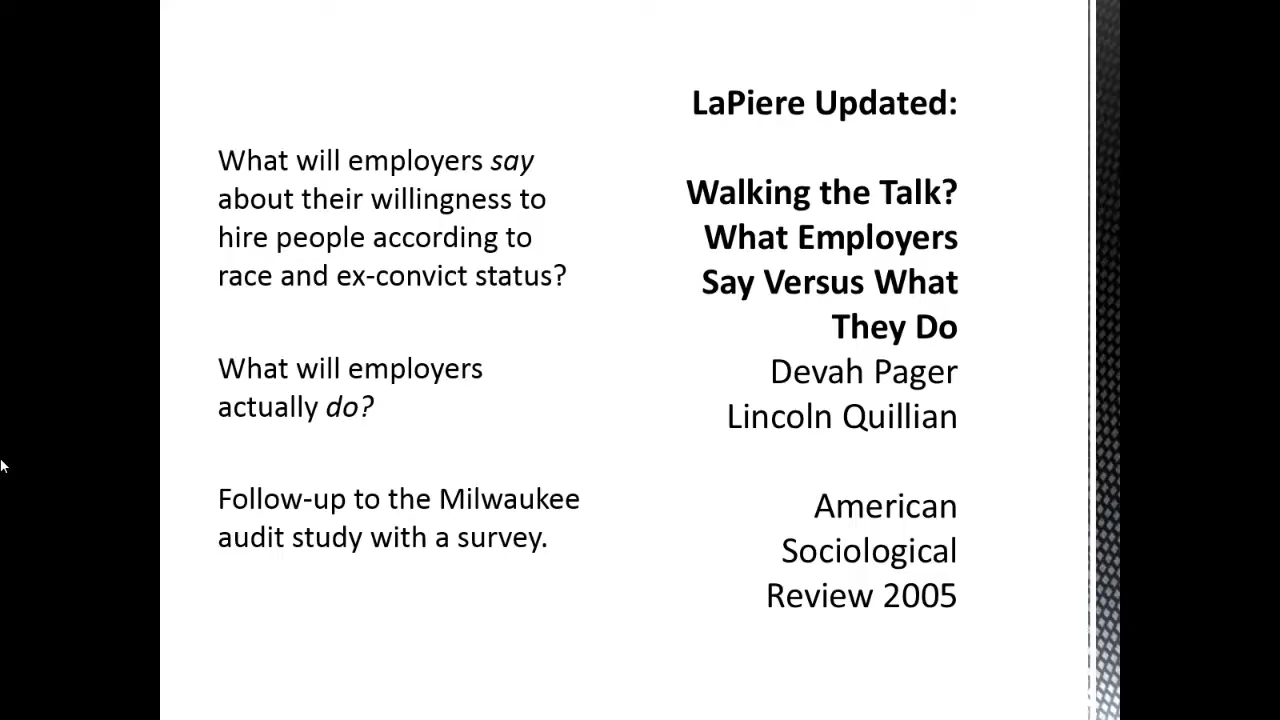 LaPiere Updated:
Walking the Talk?
What Employers
Say Versus What
They Do
Devah Pager
Lincoln Quillian
American
Sociological
Review 2005
What will employers say
about their willingness to
hire people according to
race and ex-convict status?
What will employers
actually do?
Follow-up to the Milwaukee
audit study with a survey.